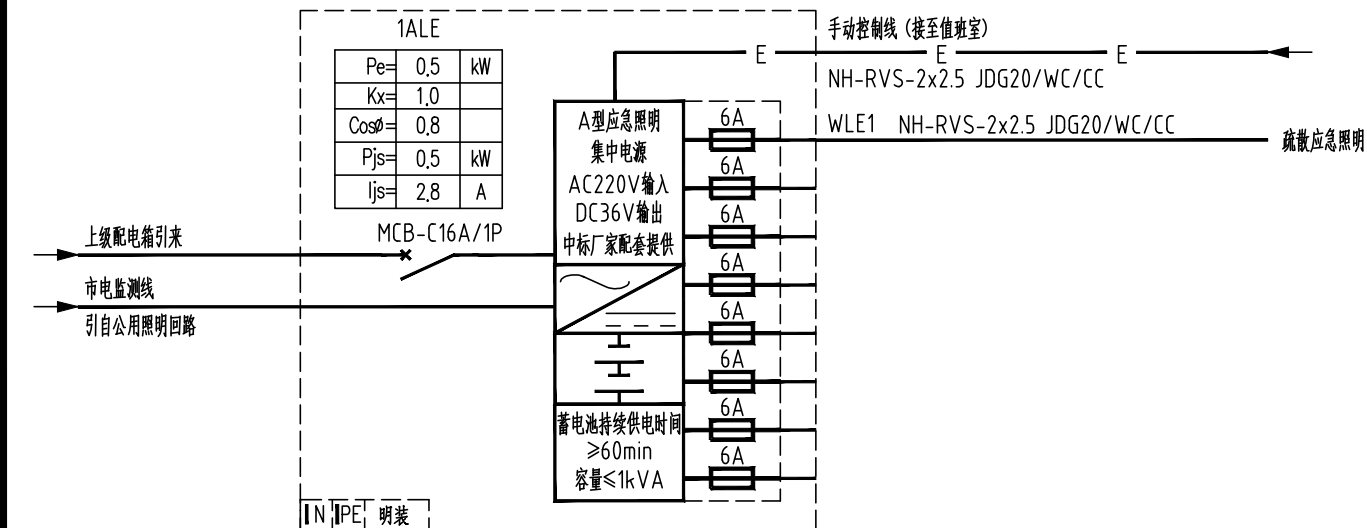 1ALE
Pe= 0.5 kW
Kx= 1.0
Cosø= 0.8
Pjs= 0.5 kW
Ijs= 2.8 A
手动控制线 (接至值班室)
E E E
NH-RVS-2x2.5 JDG20/WC/CC
A型应急照明
集中电源
AC220V输入
DC36V输出
中标厂家配套提供
6A
WLE1 NH-RVS-2x2.5 JDG20/WC/CC
疏散应急照明
6A
6A
6A
6A
6A
6A
6A
上级配电箱引来
MCB-C16A/1P
市电监测线
引自公用照明回路
蓄电池持续供电时间
≥60min
容量≤1kVA
N PE 明装